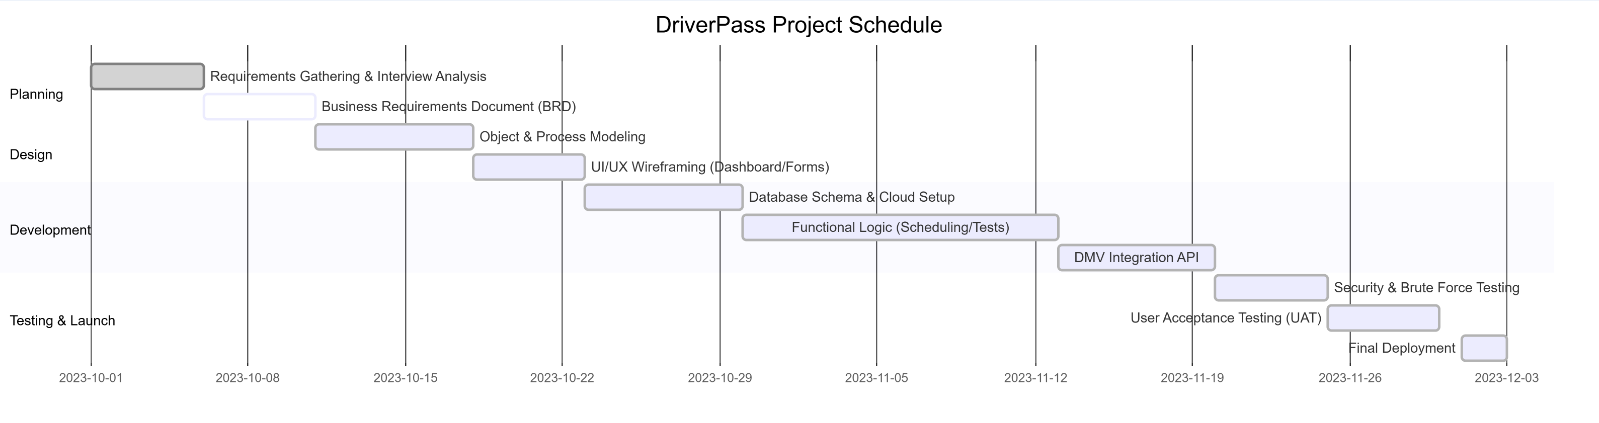 DriverPass Project Schedule
Planning
Requirements Gathering & Interview Analysis
Business Requirements Document (BRD)
Design
Object & Process Modeling
UI/UX Wireframing (Dashboard/Forms)
Development
Database Schema & Cloud Setup
Functional Logic (Scheduling/Tests)
DMV Integration API
Testing & Launch
Security & Brute Force Testing
User Acceptance Testing (UAT)
Final Deployment
2023-10-01
2023-10-08
2023-10-15
2023-10-22
2023-10-29
2023-11-05
2023-11-12
2023-11-19
2023-11-26
2023-12-03